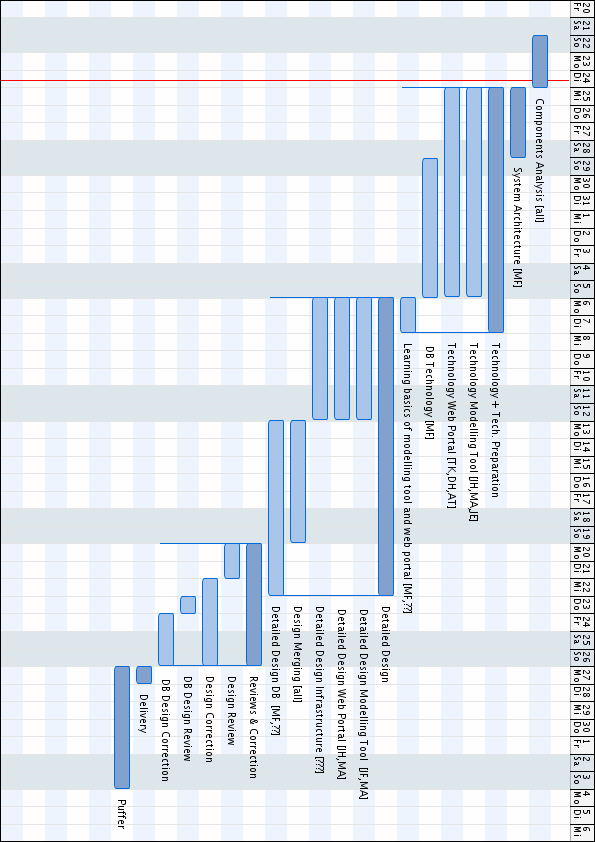 20 21 22 23 24 25 26 27 28 29 30 31 1 2 3 4 5 6 7 8 9 10 11 12 13 14 15 16 17 18 19 20 21 22 23 24 25 26 27 28 29 30 1 2 3 4 5 6
Fr Sa So Mo Di Mi Do Fr Sa So Mo Di Mi Do Fr Sa So Mo Di Mi Do Fr Sa So Mo Di Mi Do Fr Sa So Mo Di Mi Do Fr Sa So Mo Di Mi Do Fr Sa So Mo Di Mi
Components Analysis [all]
System Architecture [MF]
Technology + Tech. Preparation
Technology Modelling Tool [JH,MA,JE]
Technology Web Portal [TK,DH,AT]
DB Technology [MF]
Learning basics of modelling tool and web portal [MF,??]
Detailed Design
Detailed Design Modelling Tool [JF,MA]
Detailed Design Web Portal [JH,MA]
Detailed Design Infrastructure [???]
Design Merging [all]
Detailed Design DB [MF,??]
Reviews & Correction
Design Review
Design Correction
DB Design Review
DB Design Correction
Delivery
Puffer